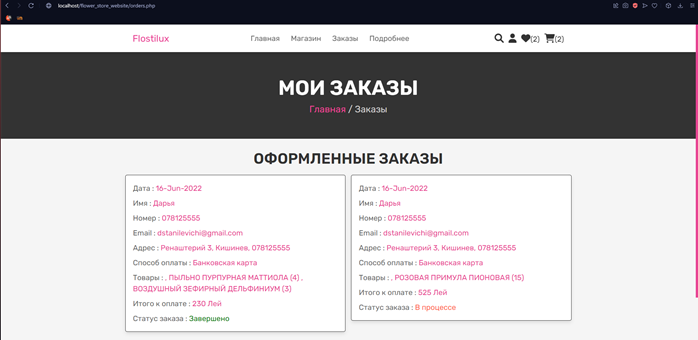 localhost/flower_store_website/orders.php
Flostilux
Главная Магазин Заказы Подробнее
(2) (2)
МОИ ЗАКАЗЫ
Главная / Заказы
ОФОРМЛЕННЫЕ ЗАКАЗЫ
Дата : 16-Jun-2022
Имя : Дарья
Номер : 078125555
Email : dstanilevichi@gmail.com
Адрес : Ренаштерий 3, Кишинев, 078125555
Способ оплаты : Банковская карта
Товары : , ПЫЛЬНО ПУРПУРНАЯ МАТТИОЛА (4) ,
ВОЗДУШНЫЙ ЗЕФИРНЫЙ ДЕЛЬФИНИУМ (3)
Итого к оплате : 230 Лей
Статус заказа : Завершено
Дата : 16-Jun-2022
Имя : Дарья
Номер : 078125555
Email : dstanilevichi@gmail.com
Адрес : Ренаштерий 3, Кишинев, 078125555
Способ оплаты : Банковская карта
Товары : , РОЗОВАЯ ПРИМУЛА ПИОНОВАЯ (15)
Итого к оплате : 525 Лей
Статус заказа : В процессе